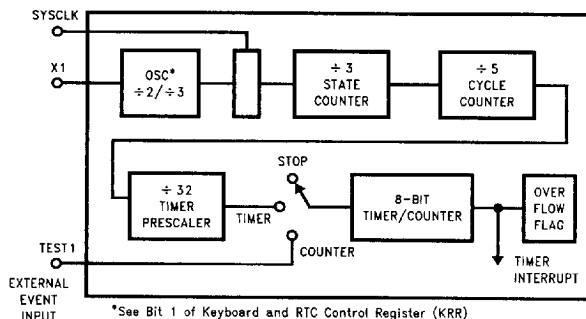 SYSCLK
X1
OSC*
÷2/÷3
÷3
STATE
COUNTER
÷5
CYCLE
COUNTER
÷32
TIMER
PRESCALER
TIMER
STOP
COUNTER
8-BIT
TIMER/COUNTER
OVER
FLOW
FLAG
TIMER
INTERRUPT
TEST1
EXTERNAL
EVENT
INPUT
*See Bit 1 of Keyboard and RTC Control Register (KRR)